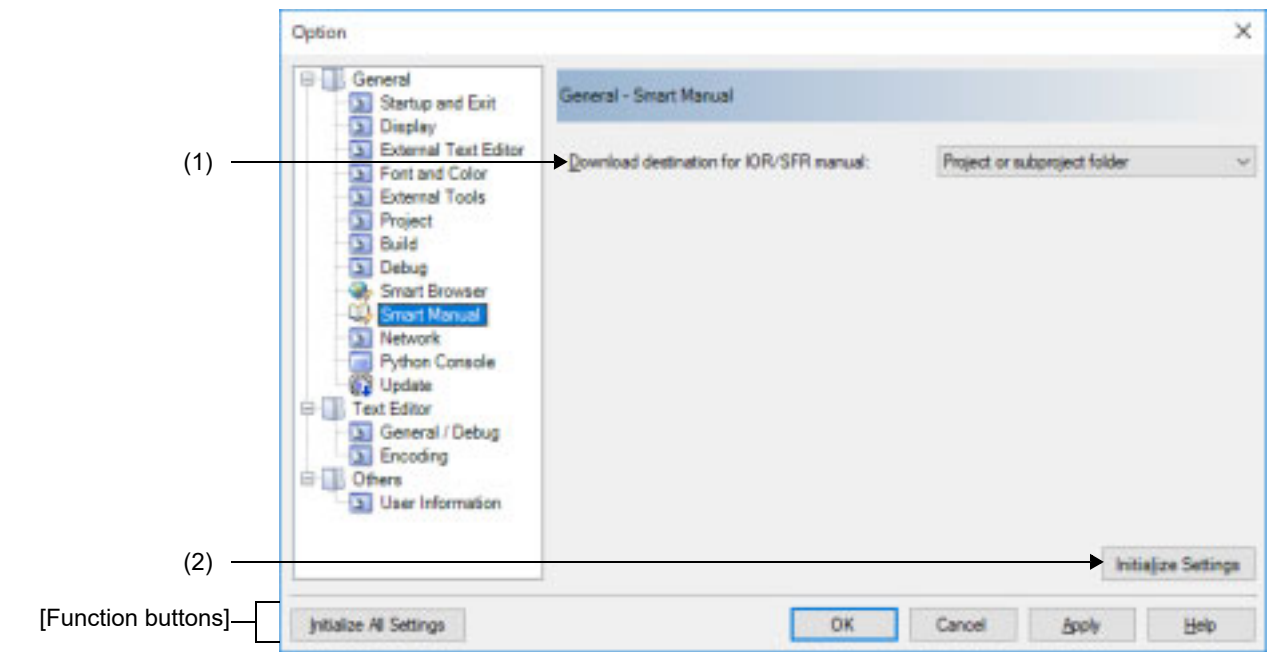 Option
General
Startup and Exit
Display
External Text Editor
Font and Color
External Tools
Project
Build
Debug
Smart Browser
Smart Manual
Network
Python Console
Update
Text Editor
General / Debug
Encoding
Others
User Information
General - Smart Manual
(1)
Download destination for IOR/SFR manual:
Project or subproject folder
(2)
Initialize Settings
[Function buttons]
Initialize All Settings
OK
Cancel
Apply
Help